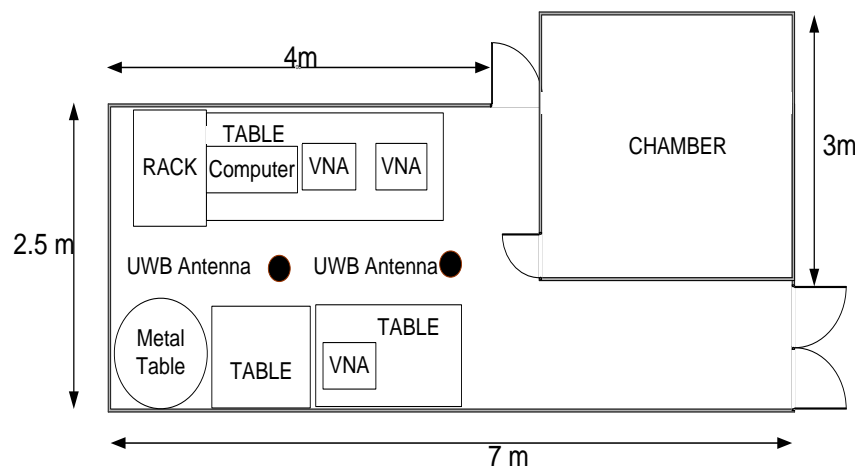 4m
TABLE
RACK
Computer
VNA
VNA
CHAMBER
3m
2.5 m
UWB Antenna
UWB Antenna
Metal
Table
TABLE
TABLE
VNA
7 m